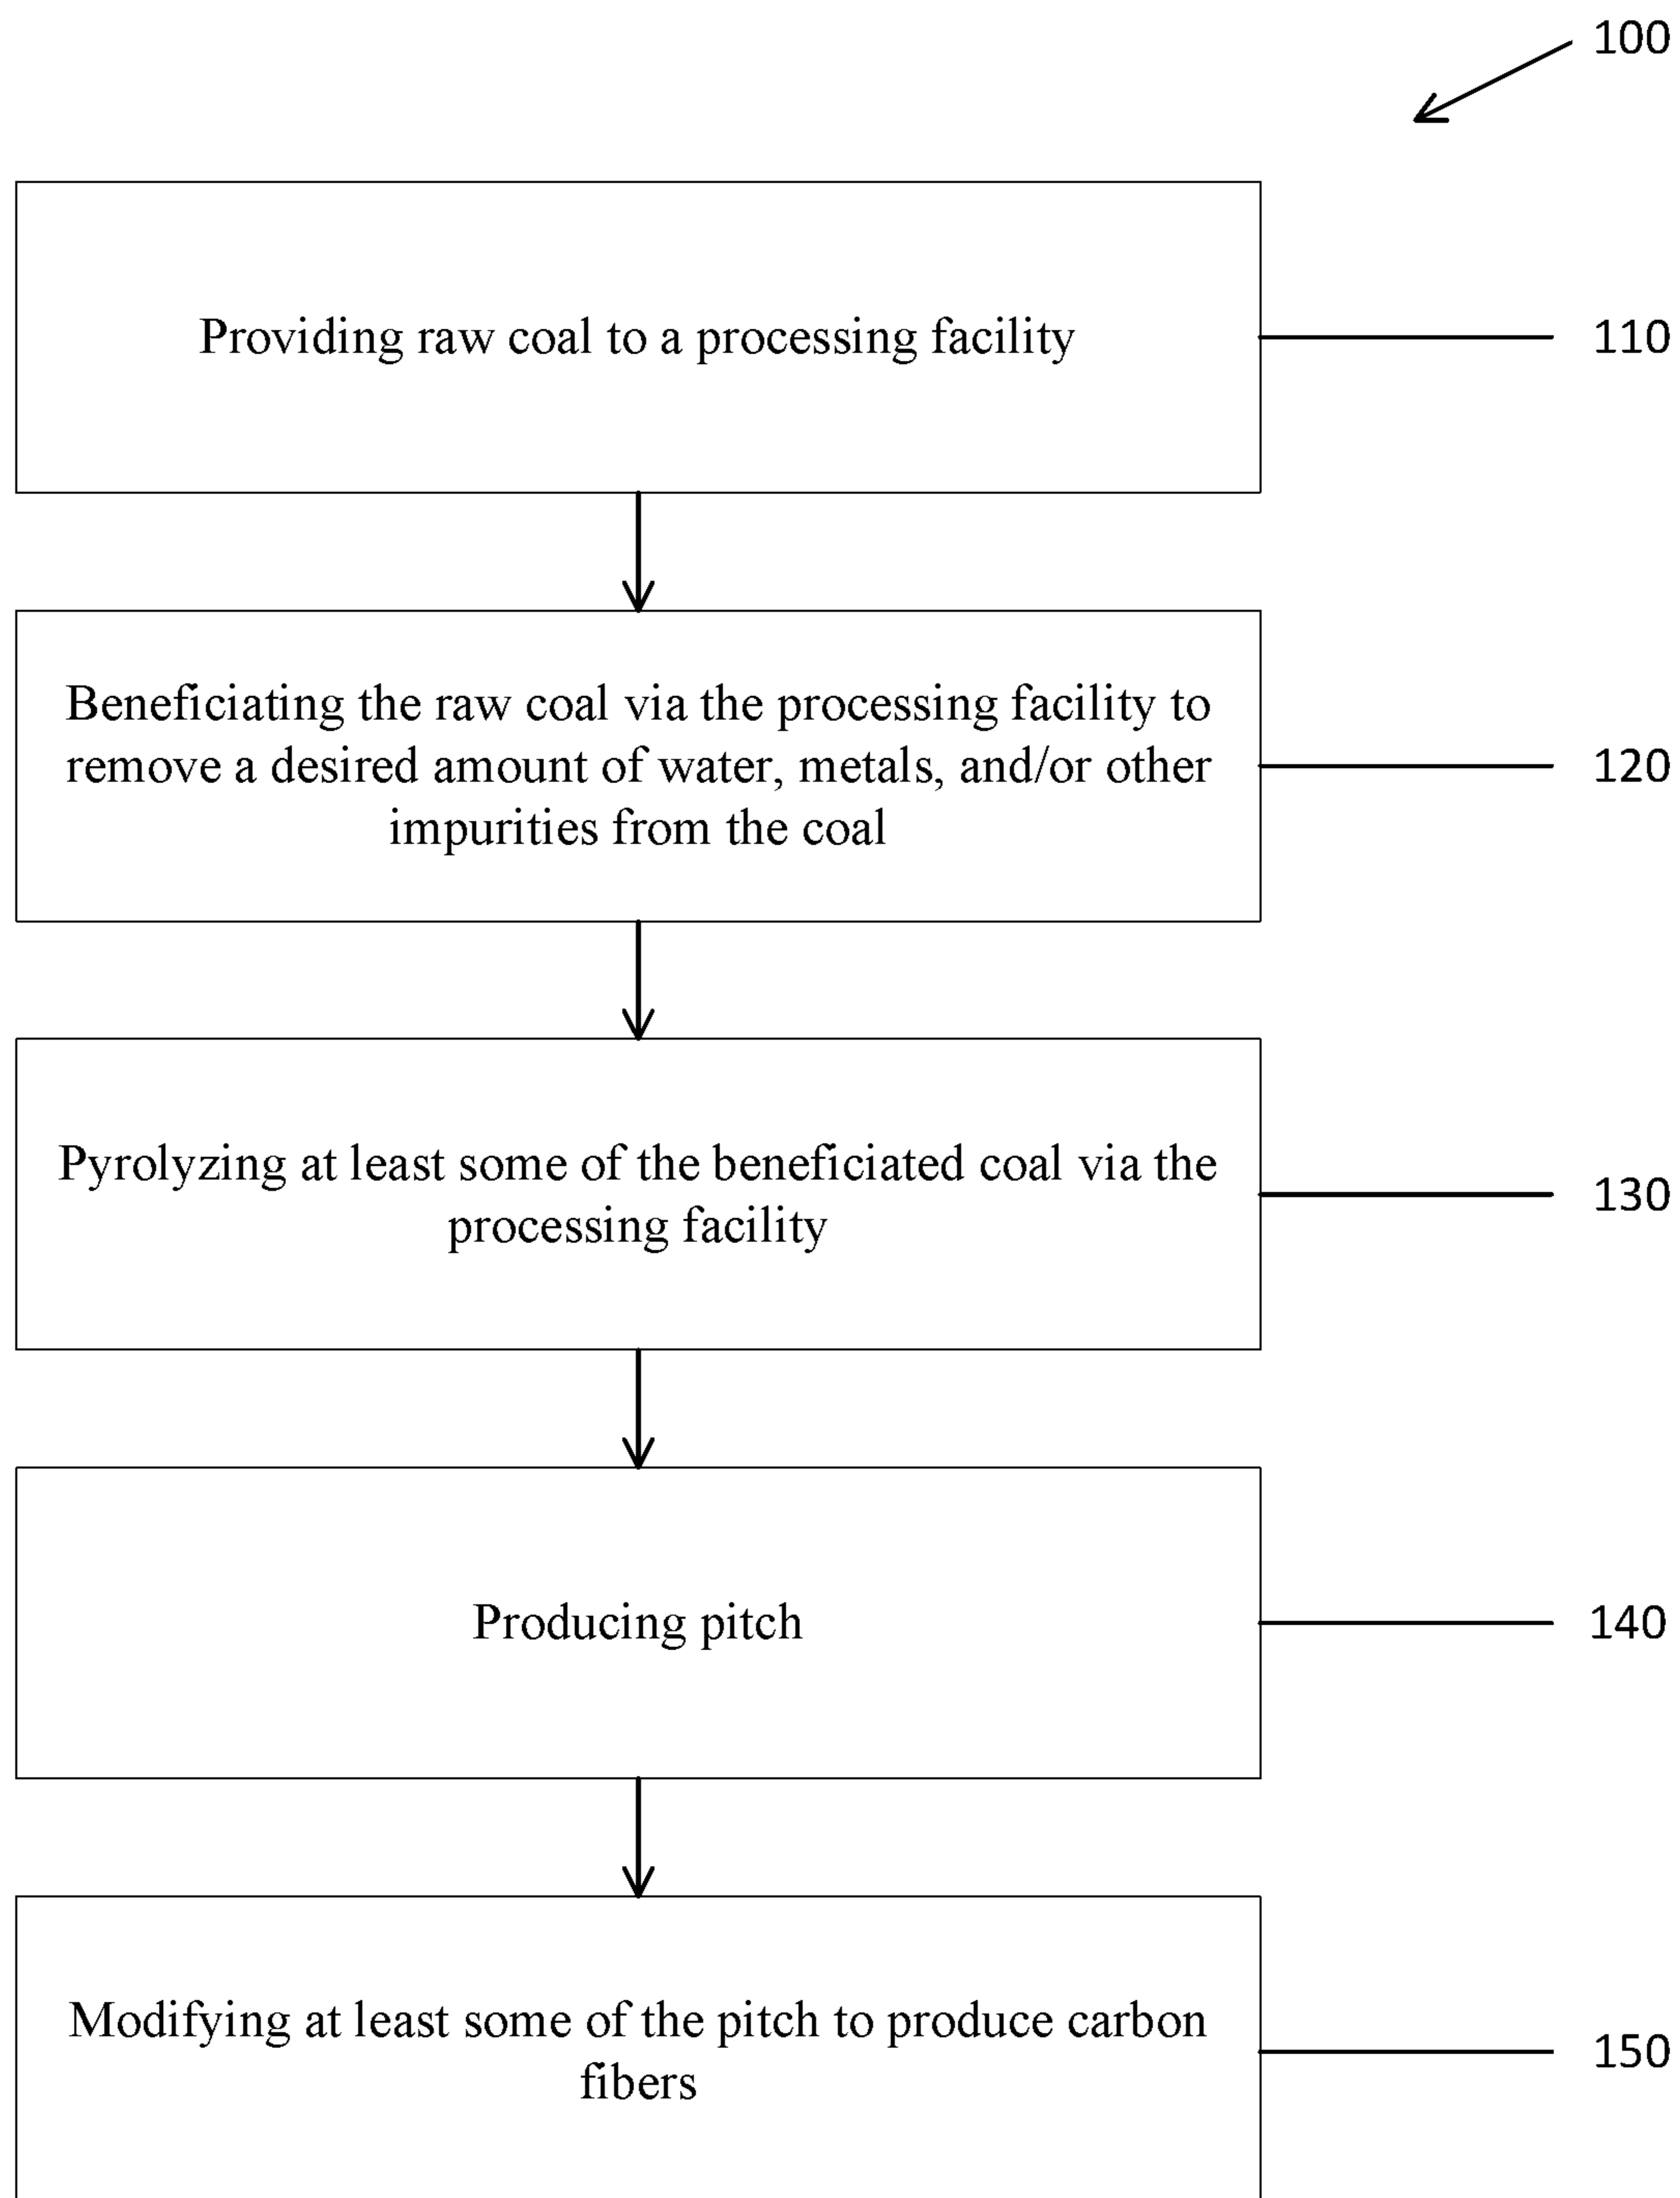 100
Providing raw coal to a processing facility
110
Beneficiating the raw coal via the processing facility to
remove a desired amount of water, metals, and/or other
impurities from the coal
120
Pyrolyzing at least some of the beneficiated coal via the
processing facility
130
Producing pitch
140
Modifying at least some of the pitch to produce carbon
fibers
150